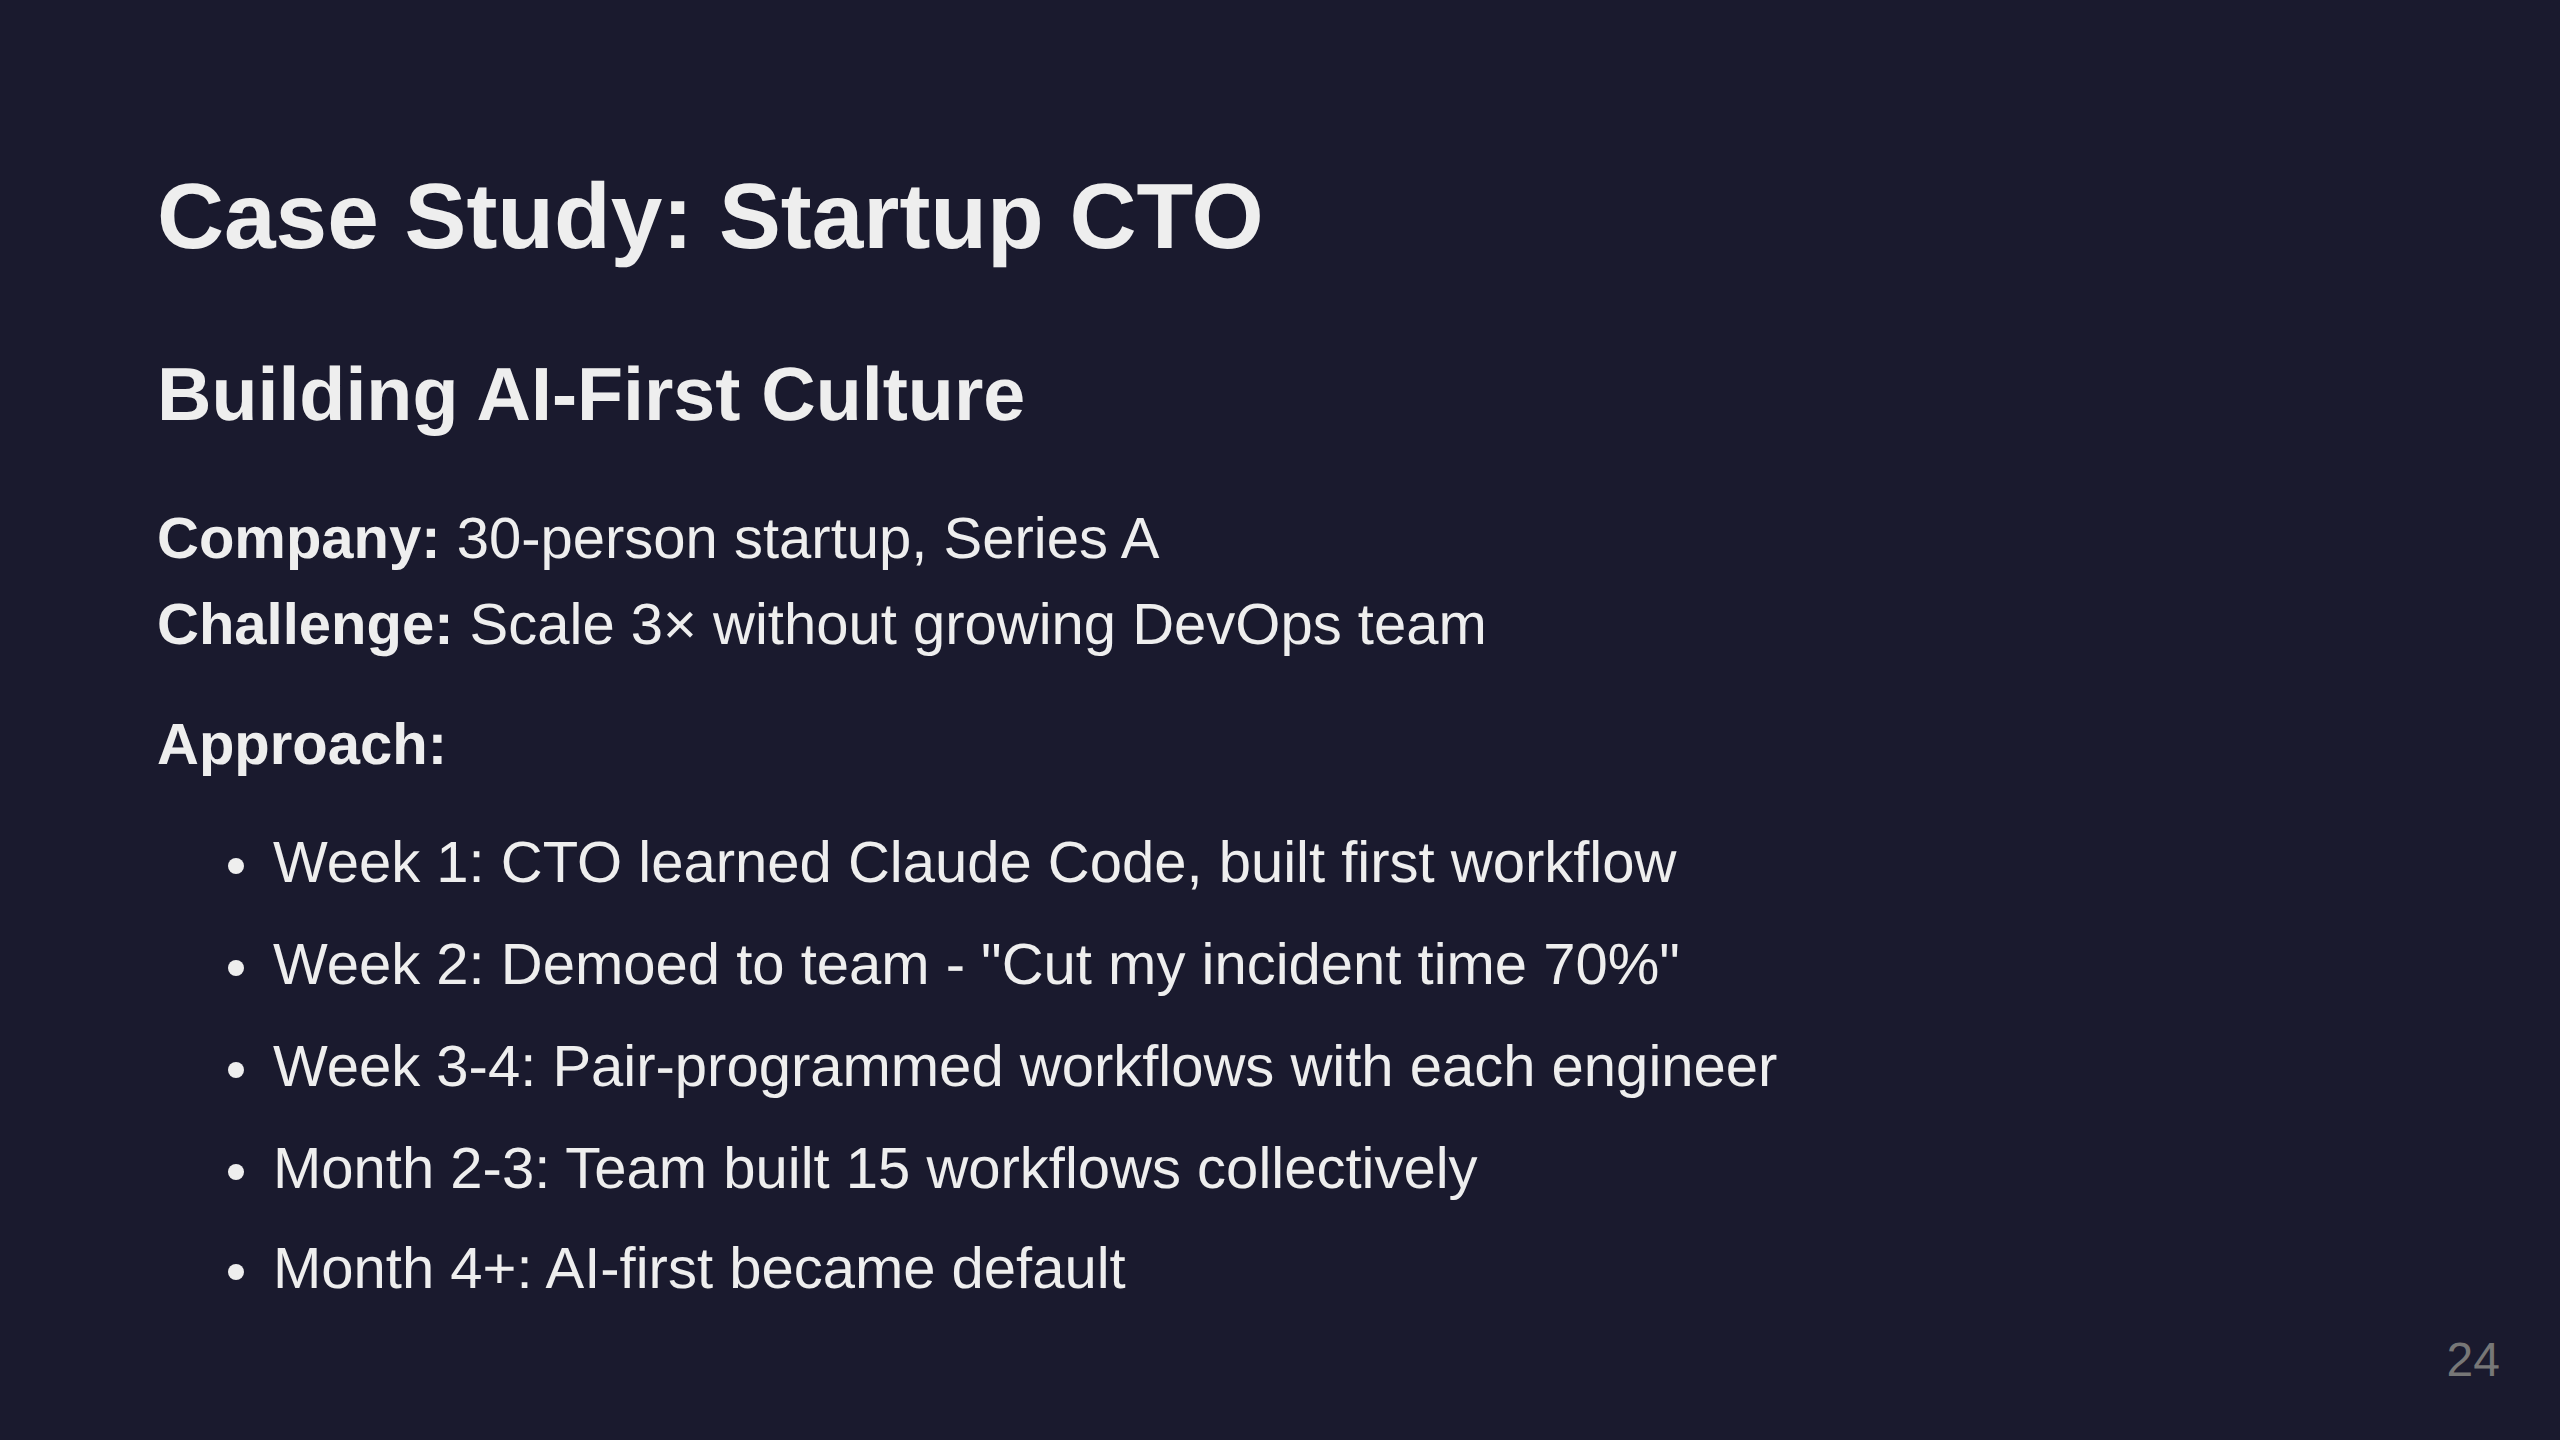 Case Study: Startup CTO
Building AI-First Culture
Company: 30-person startup, Series A
Challenge: Scale 3× without growing DevOps team
Approach:
• Week 1: CTO learned Claude Code, built first workflow
• Week 2: Demoed to team - "Cut my incident time 70%"
• Week 3-4: Pair-programmed workflows with each engineer
• Month 2-3: Team built 15 workflows collectively
• Month 4+: AI-first became default
24